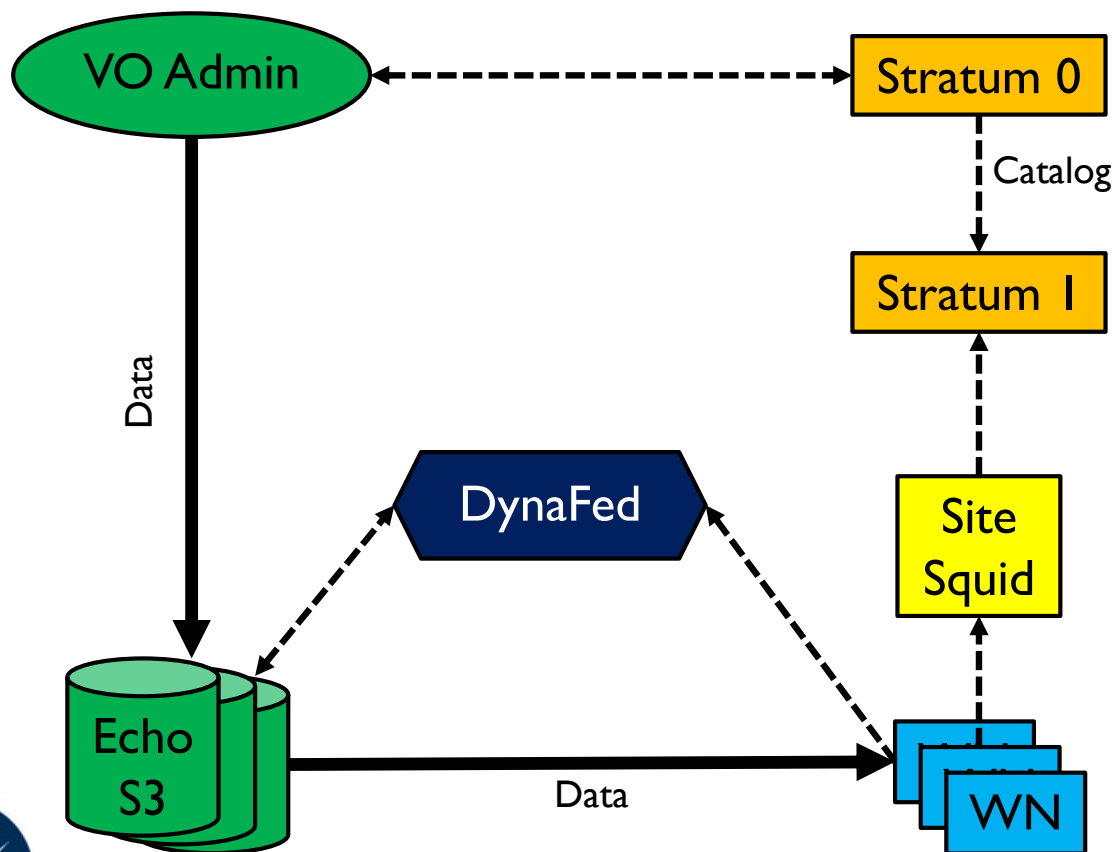 VO Admin
Stratum 0
Catalog
Stratum 1
Data
DynaFed
Site
Squid
Echo
S3
Data
WN